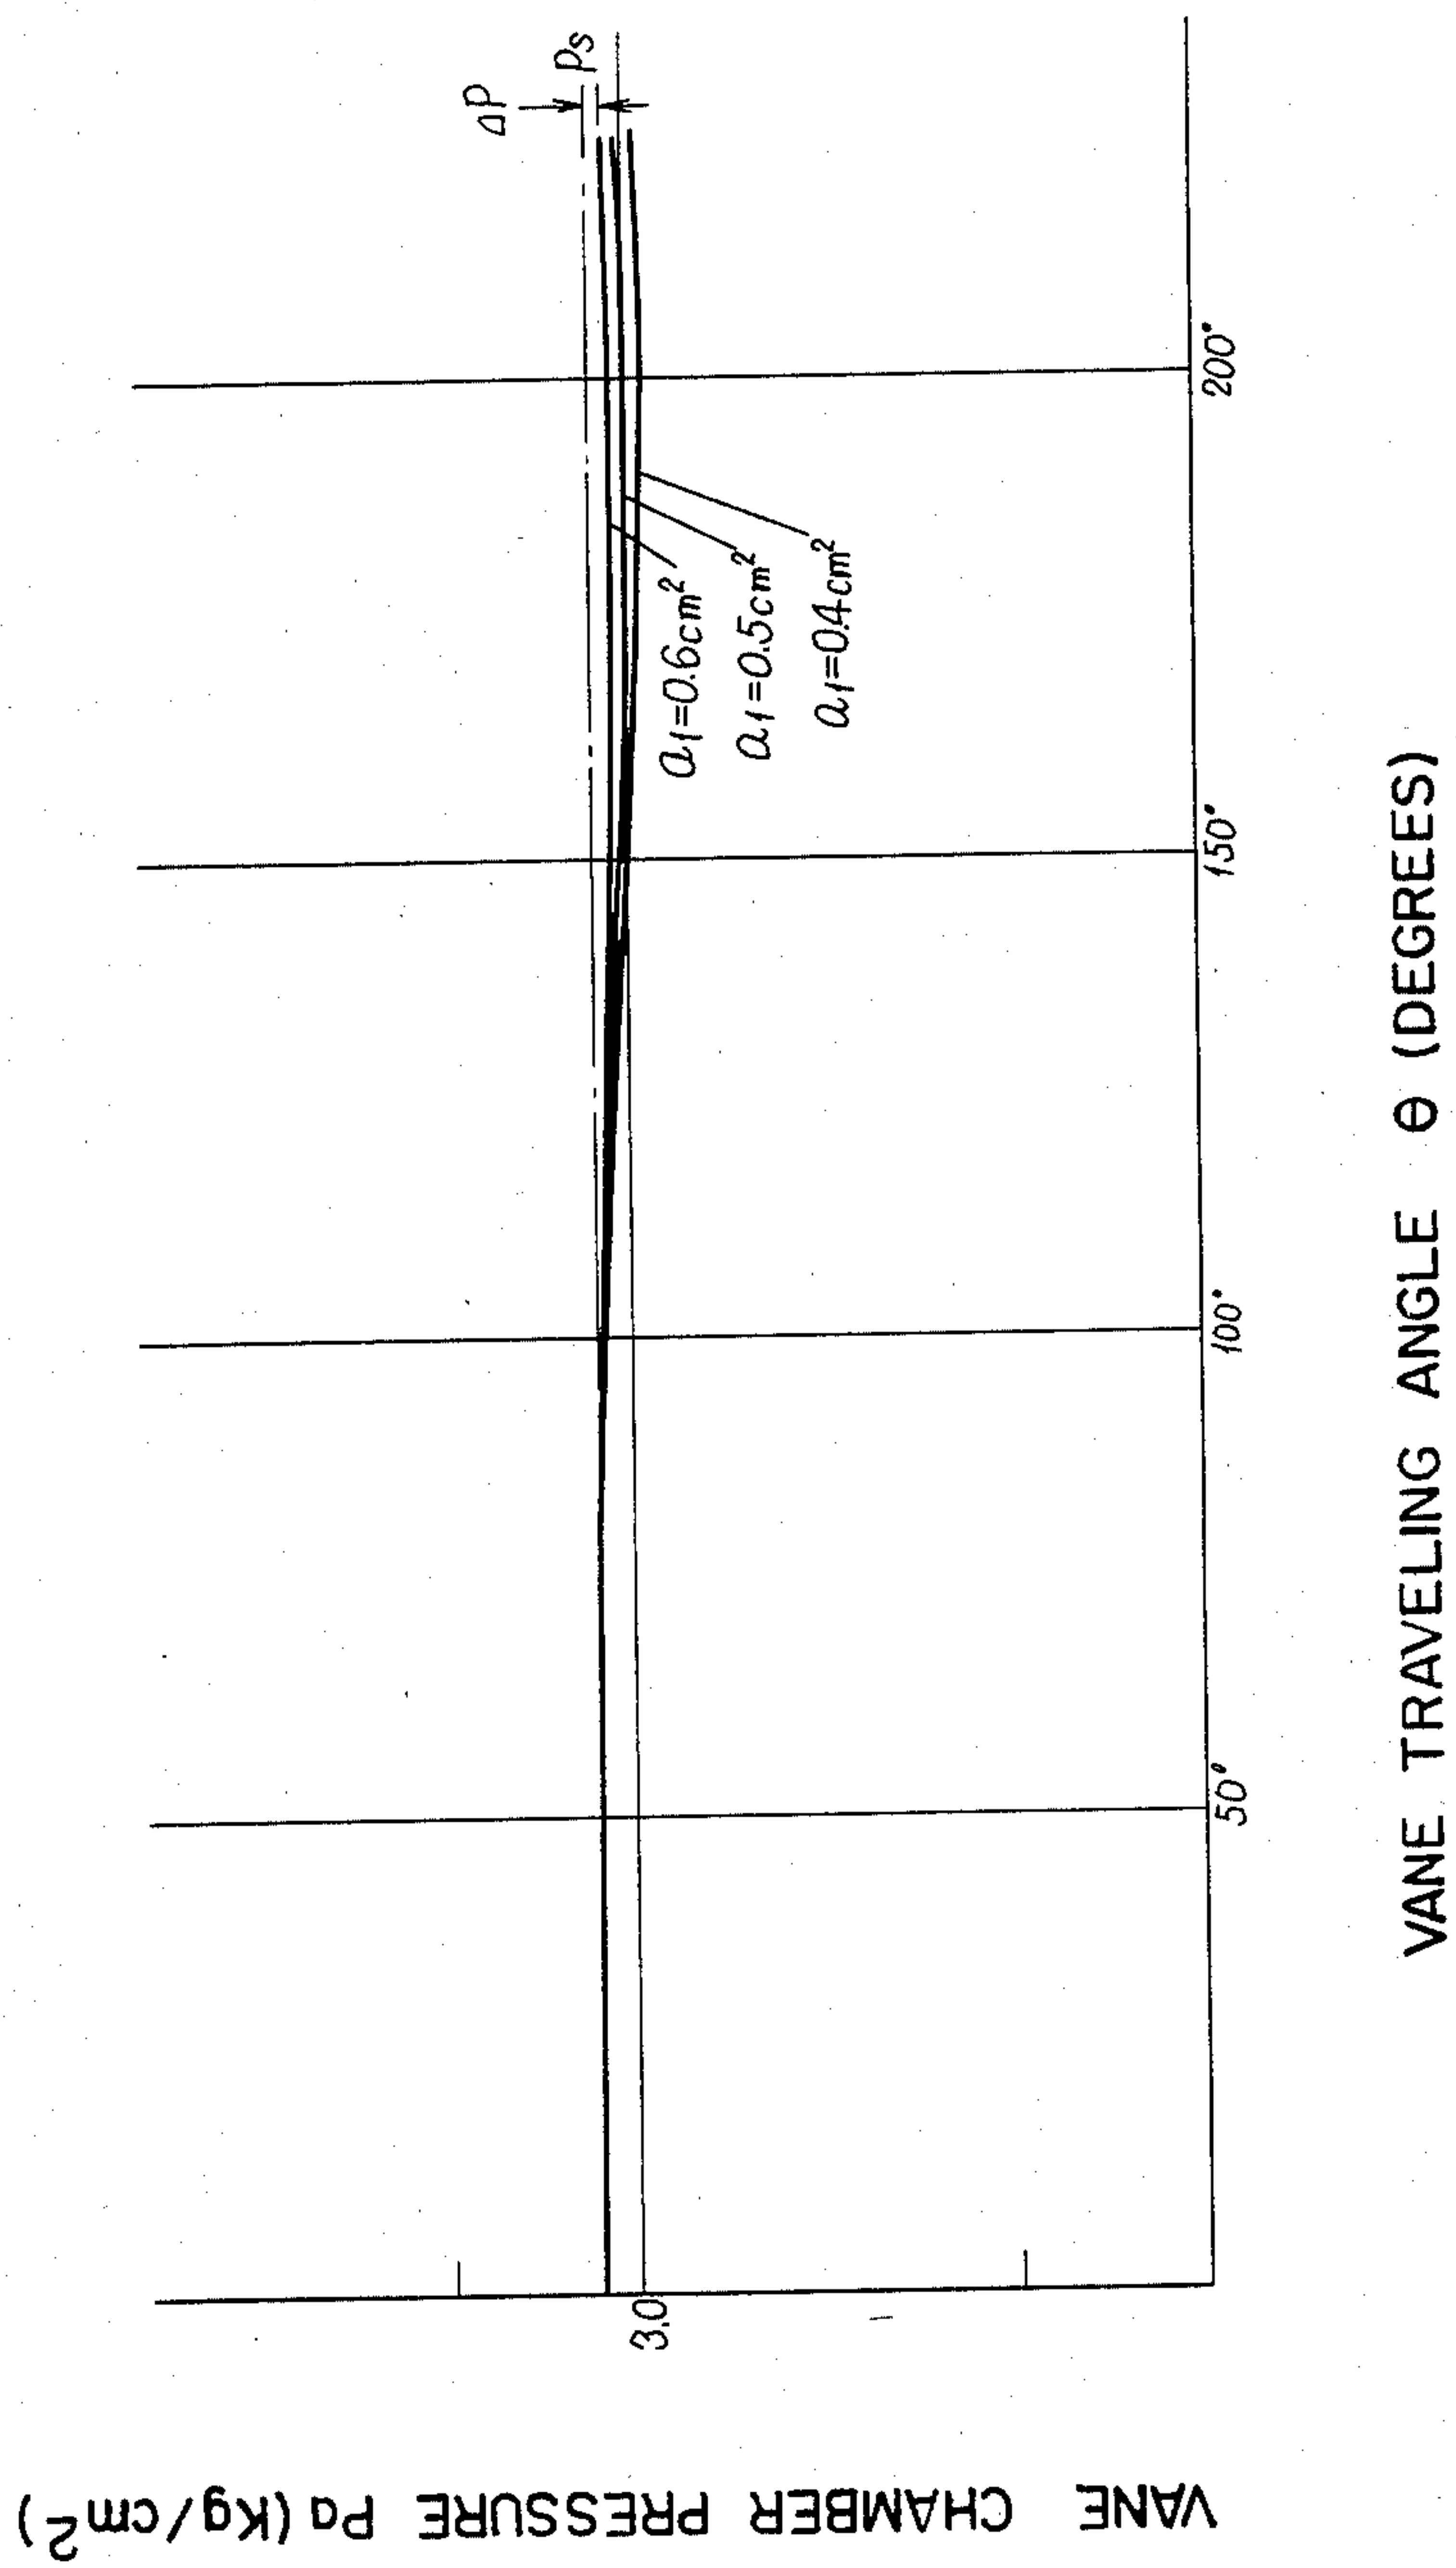 VANE CHAMBER PRESSURE Pa (Kg/cm²)
ΔP
Ps
3.0
a1=0.6cm²
a1=0.5cm²
a1=0.4cm²
50°
100°
150°
200°
VANE TRAVELING ANGLE θ (DEGREES)